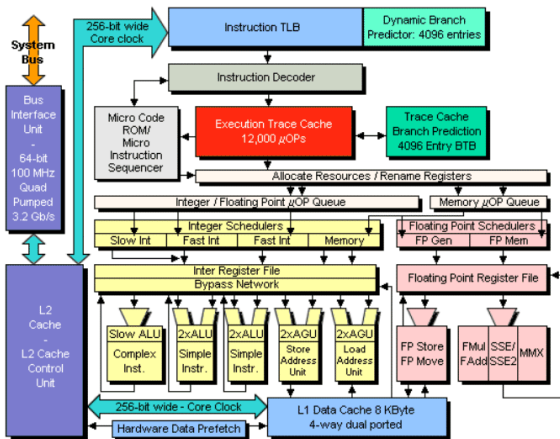 256-bit wide
Core clock
Instruction TLB
Dynamic Branch
Predictor: 4096 entries
System
Bus
Instruction Decoder
Bus
Interface
Unit
-
64-bit
100 MHz
Quad
Pumped
3.2 Gb/s
Micro Code
ROM/
Micro
Instruction
Sequencer
Execution Trace Cache
12,000 µOPs
Trace Cache
Branch Prediction
4096 Entry BTB
Allocate Resources / Rename Registers
Integer / Floating Point µOP Queue
Memory µOP Queue
Integer Schedulers
Slow Int
Fast Int
Fast Int
Memory
Floating Point Schedulers
FP Gen
FP Mem
Inter Register File
Bypass Network
Floating Point Register File
L2
Cache
-
L2 Cache
Control
Unit
Slow ALU
Complex
Inst.
2xALU
Simple
Instr.
2xALU
Simple
Instr.
2xAGU
Store
Address
Unit
2xAGU
Load
Address
Unit
FP Store
FP Move
FMul
FAdd
SSE/
SSE2
MMX
256-bit wide - Core Clock
Hardware Data Prefetch
L1 Data Cache 8 KByte
4-way dual ported